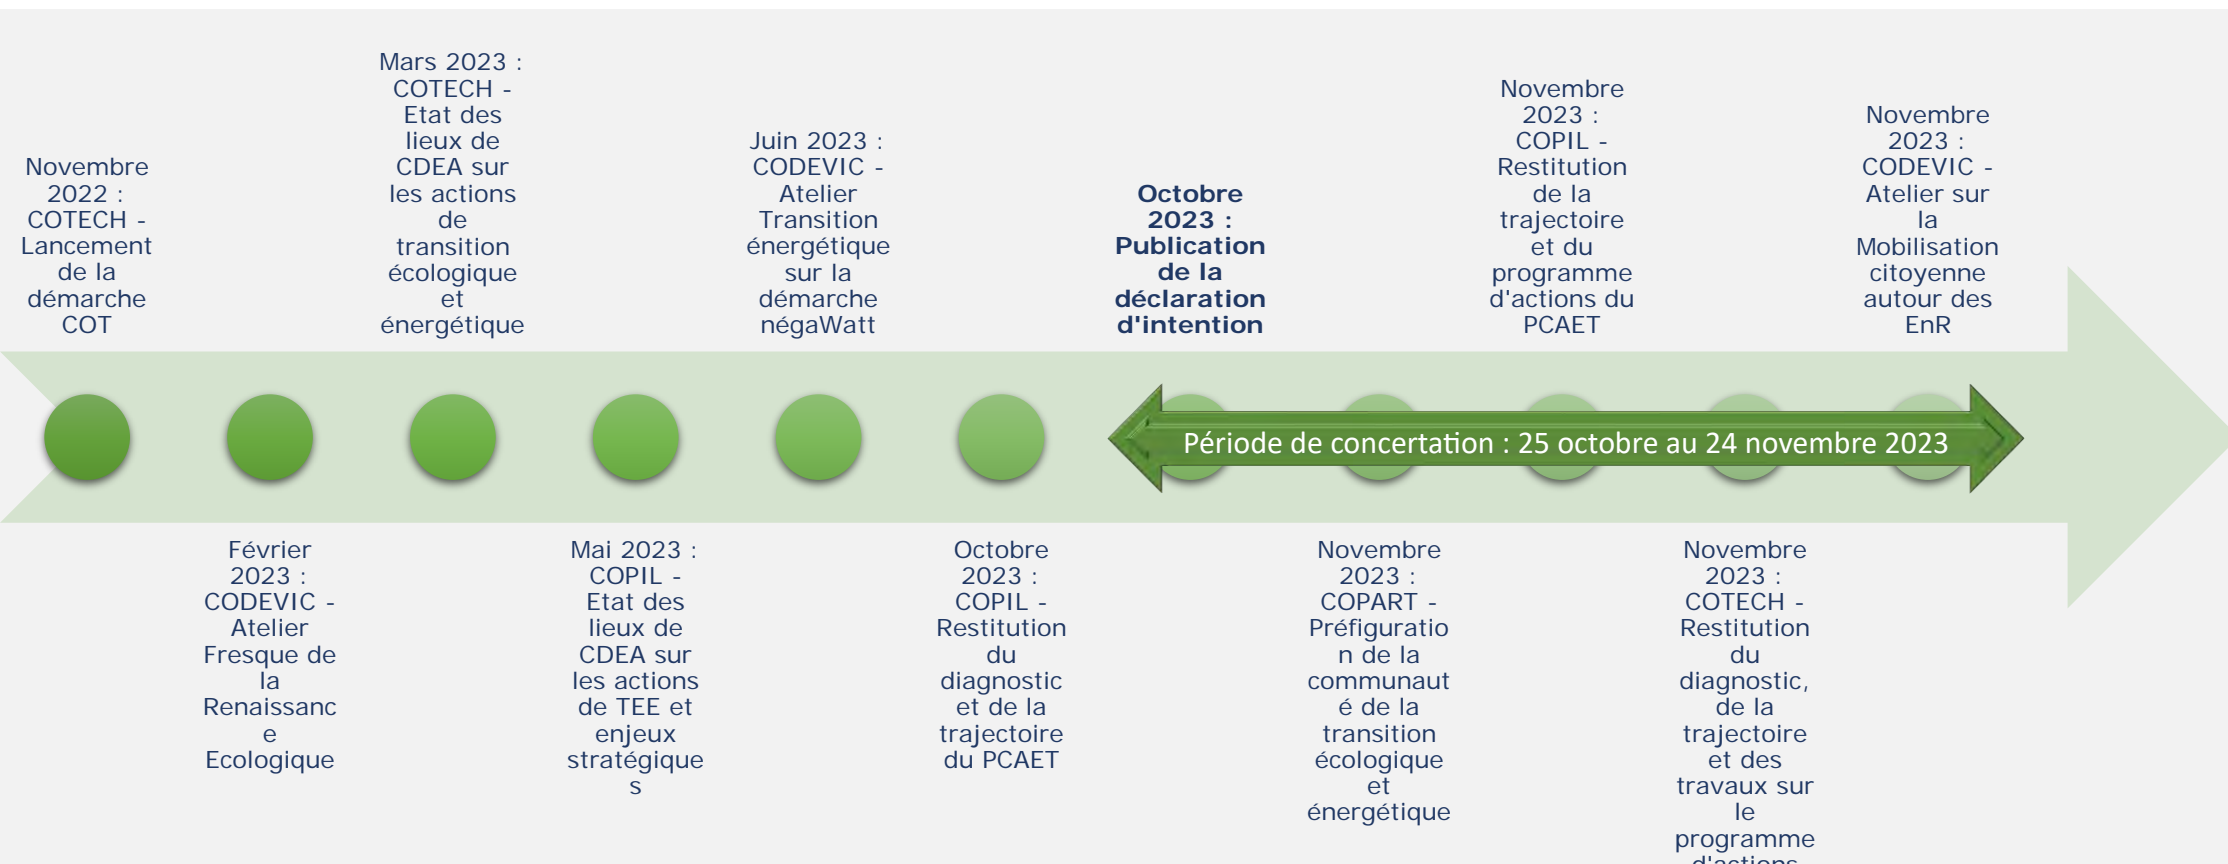 Novembre
2022 :
COTECH -
Lancement
de la
démarche
COT
Février
2023 :
CODEVIC -
Atelier
Fresque de
la
Renaissanc
e
Ecologique
Mars 2023 :
COTECH -
Etat des
lieux de
CDEA sur
les actions
de
transition
écologique
et
énergétique
Mai 2023 :
COPIL -
Etat des
lieux de
CDEA sur
les actions
de TEE et
enjeux
stratégique
s
Juin 2023 :
CODEVIC -
Atelier
Transition
énergétique
sur la
démarche
négaWatt
Octobre
2023 :
COPIL -
Restitution
du
diagnostic
et de la
trajectoire
du PCAET
Octobre
2023 :
Publication
de la
déclaration
d'intention
Période de concertation : 25 octobre au 24 novembre 2023
Novembre
2023 :
COPART -
Préfiguratio
n de la
communaut
é de la
transition
écologique
et
énergétique
Novembre
2023 :
COPIL -
Restitution
de la
trajectoire
et du
programme
d'actions du
PCAET
Novembre
2023 :
COTECH -
Restitution
du
diagnostic,
de la
trajectoire
et des
travaux sur
le
programme
d'actions
Novembre
2023 :
CODEVIC -
Atelier sur
la
Mobilisation
citoyenne
autour des
EnR